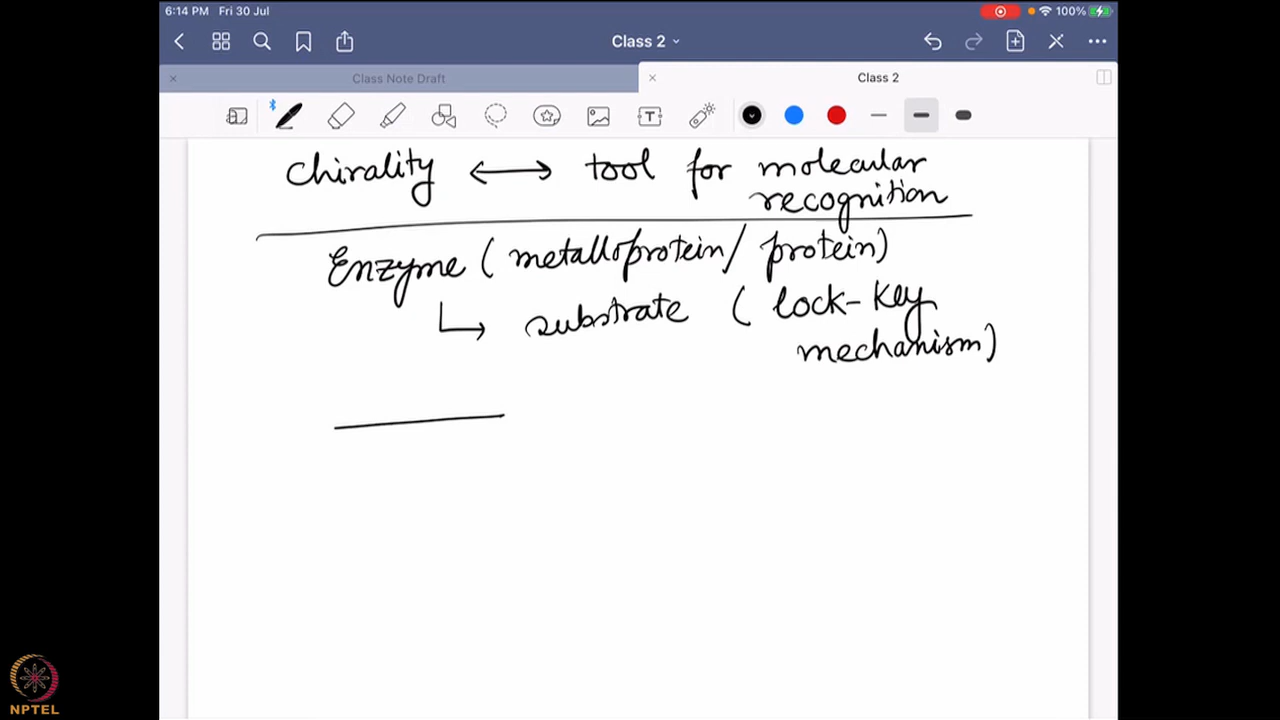 6:14 PM Fri 30 Jul
100%
Class 2
Class Note Draft
Class 2
T
Chirality ⟷ tool for molecular
recognition
Enzyme ( metalloprotein / protein)
↳ substrate ( lock-key
mechanism)
NPTEL